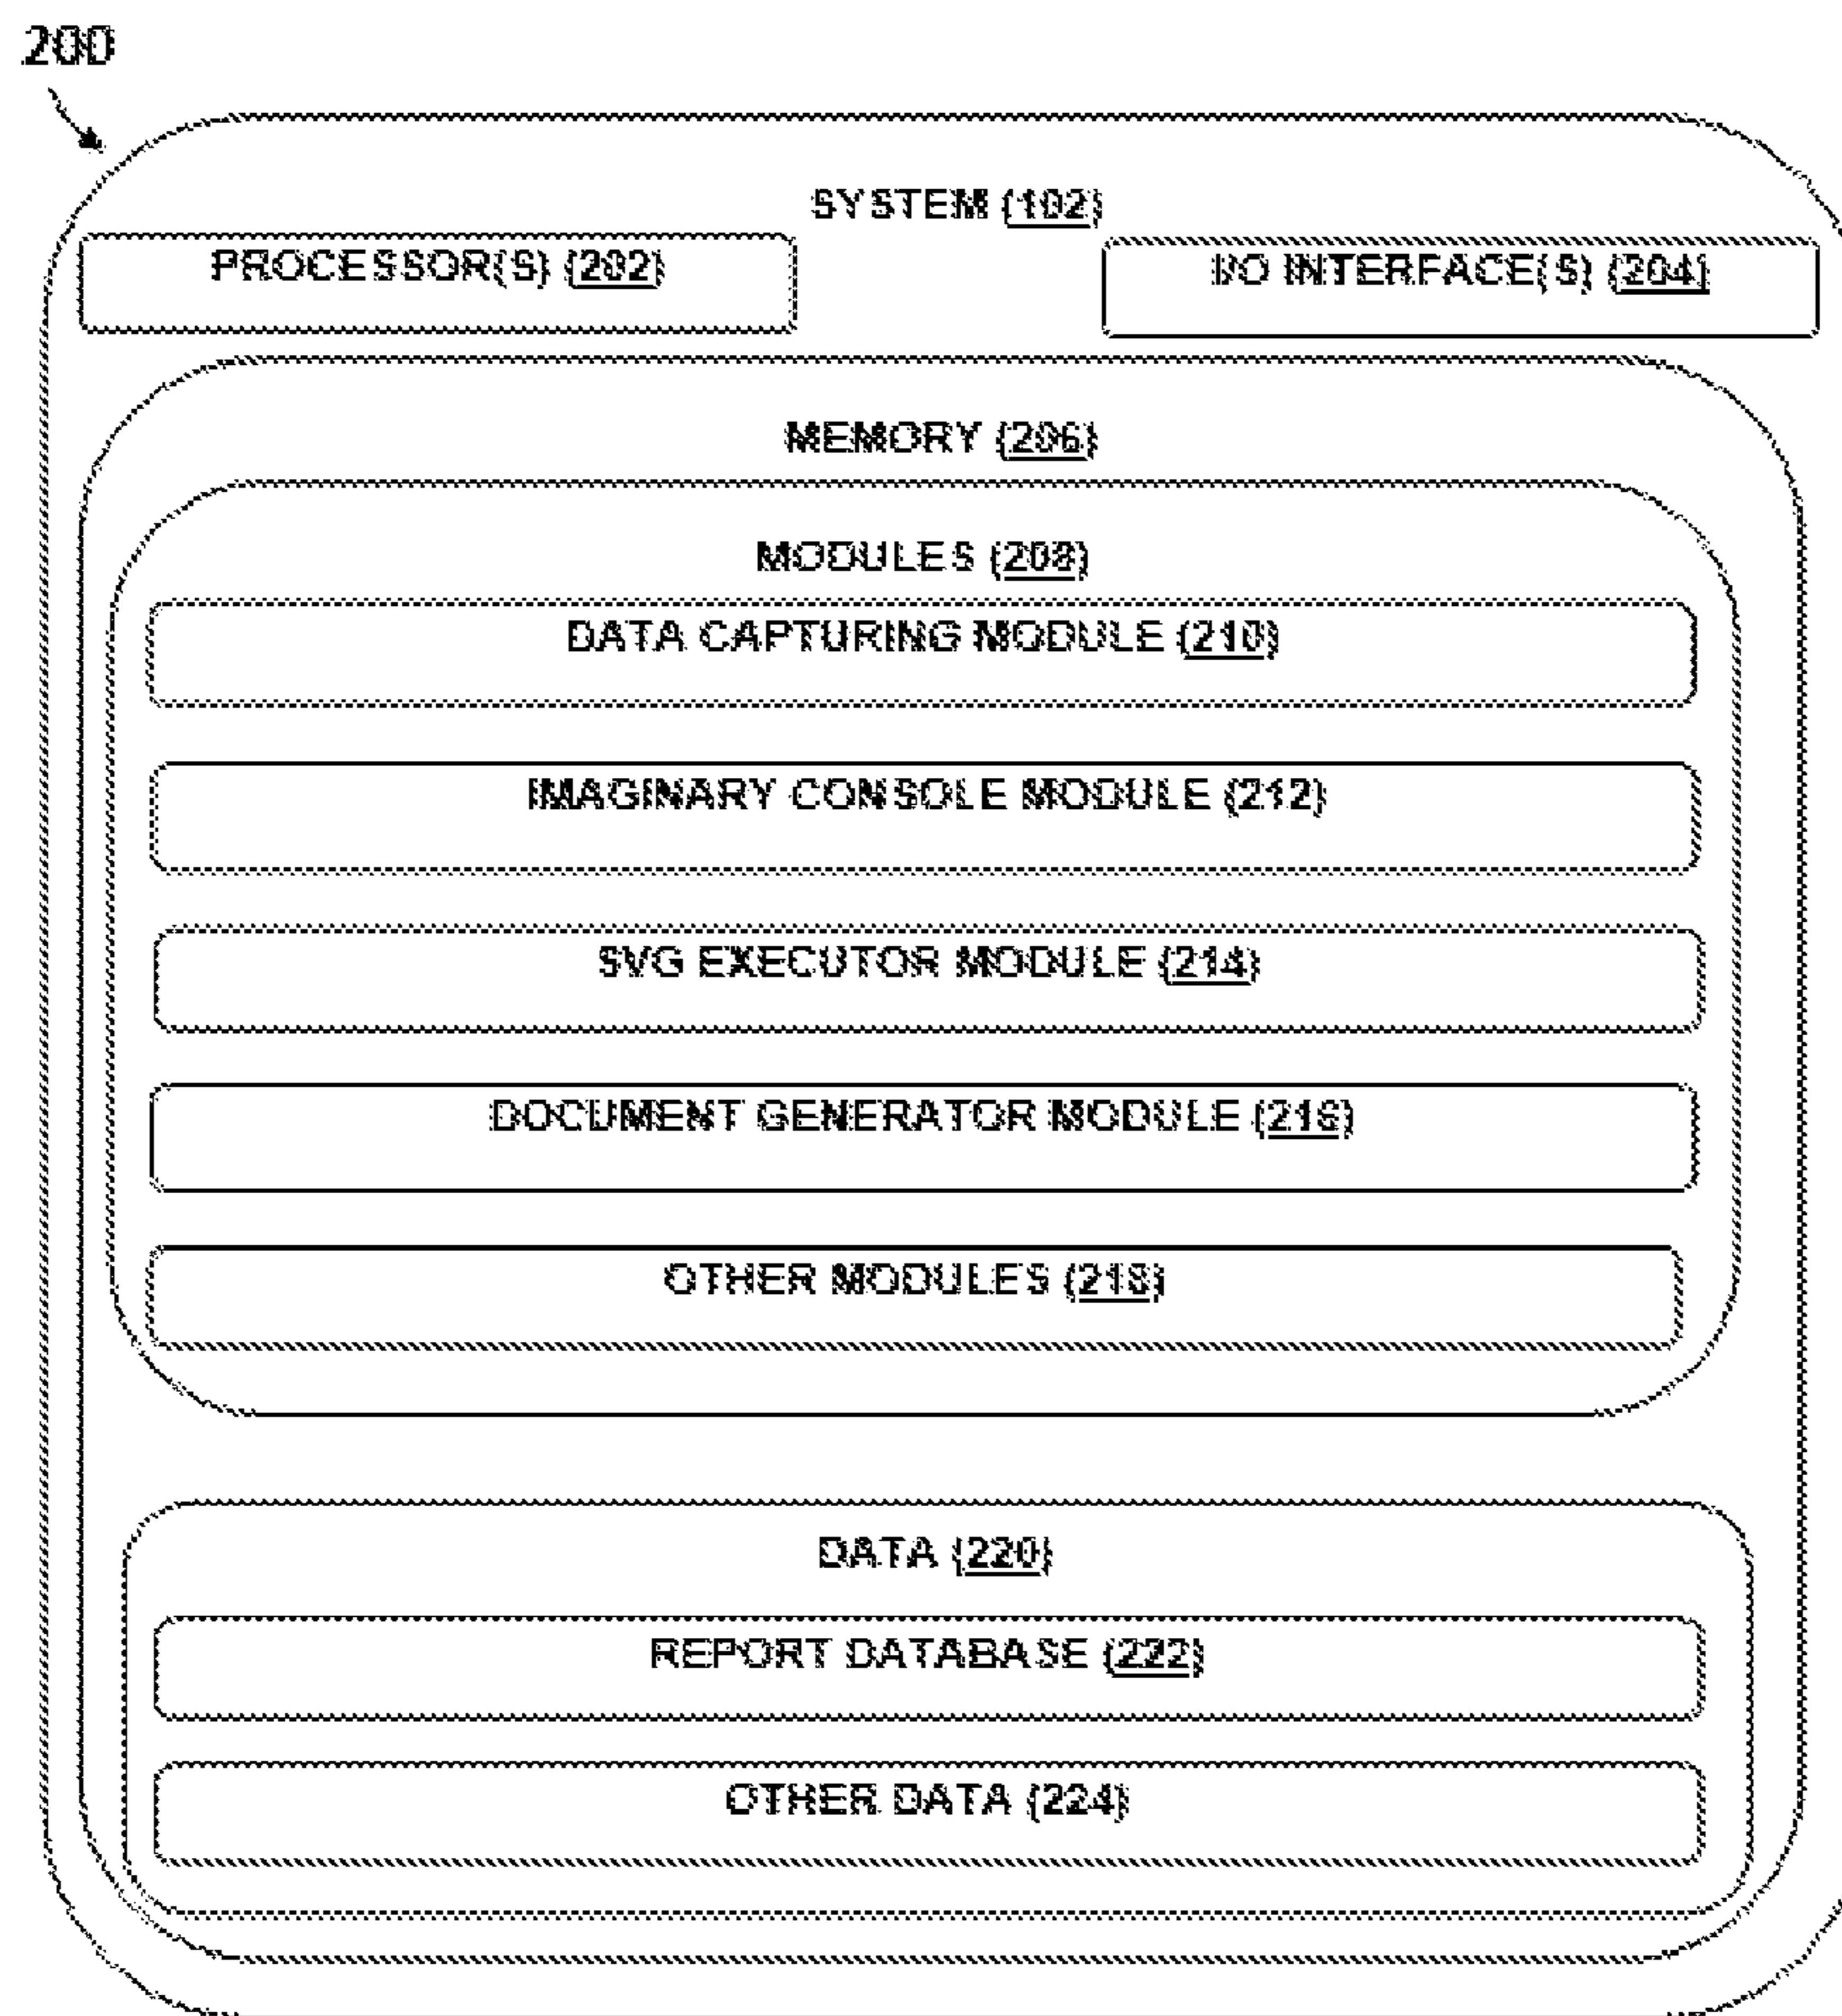 200
SYSTEM (102)
PROCESSOR(S) (202)
I/O INTERFACE(S) (204)
MEMORY (206)
MODULES (208)
DATA CAPTURING MODULE (210)
IMAGINARY CONSOLE MODULE (212)
SVG EXECUTOR MODULE (214)
DOCUMENT GENERATOR MODULE (216)
OTHER MODULES (218)
DATA (220)
REPORT DATABASE (222)
OTHER DATA (224)